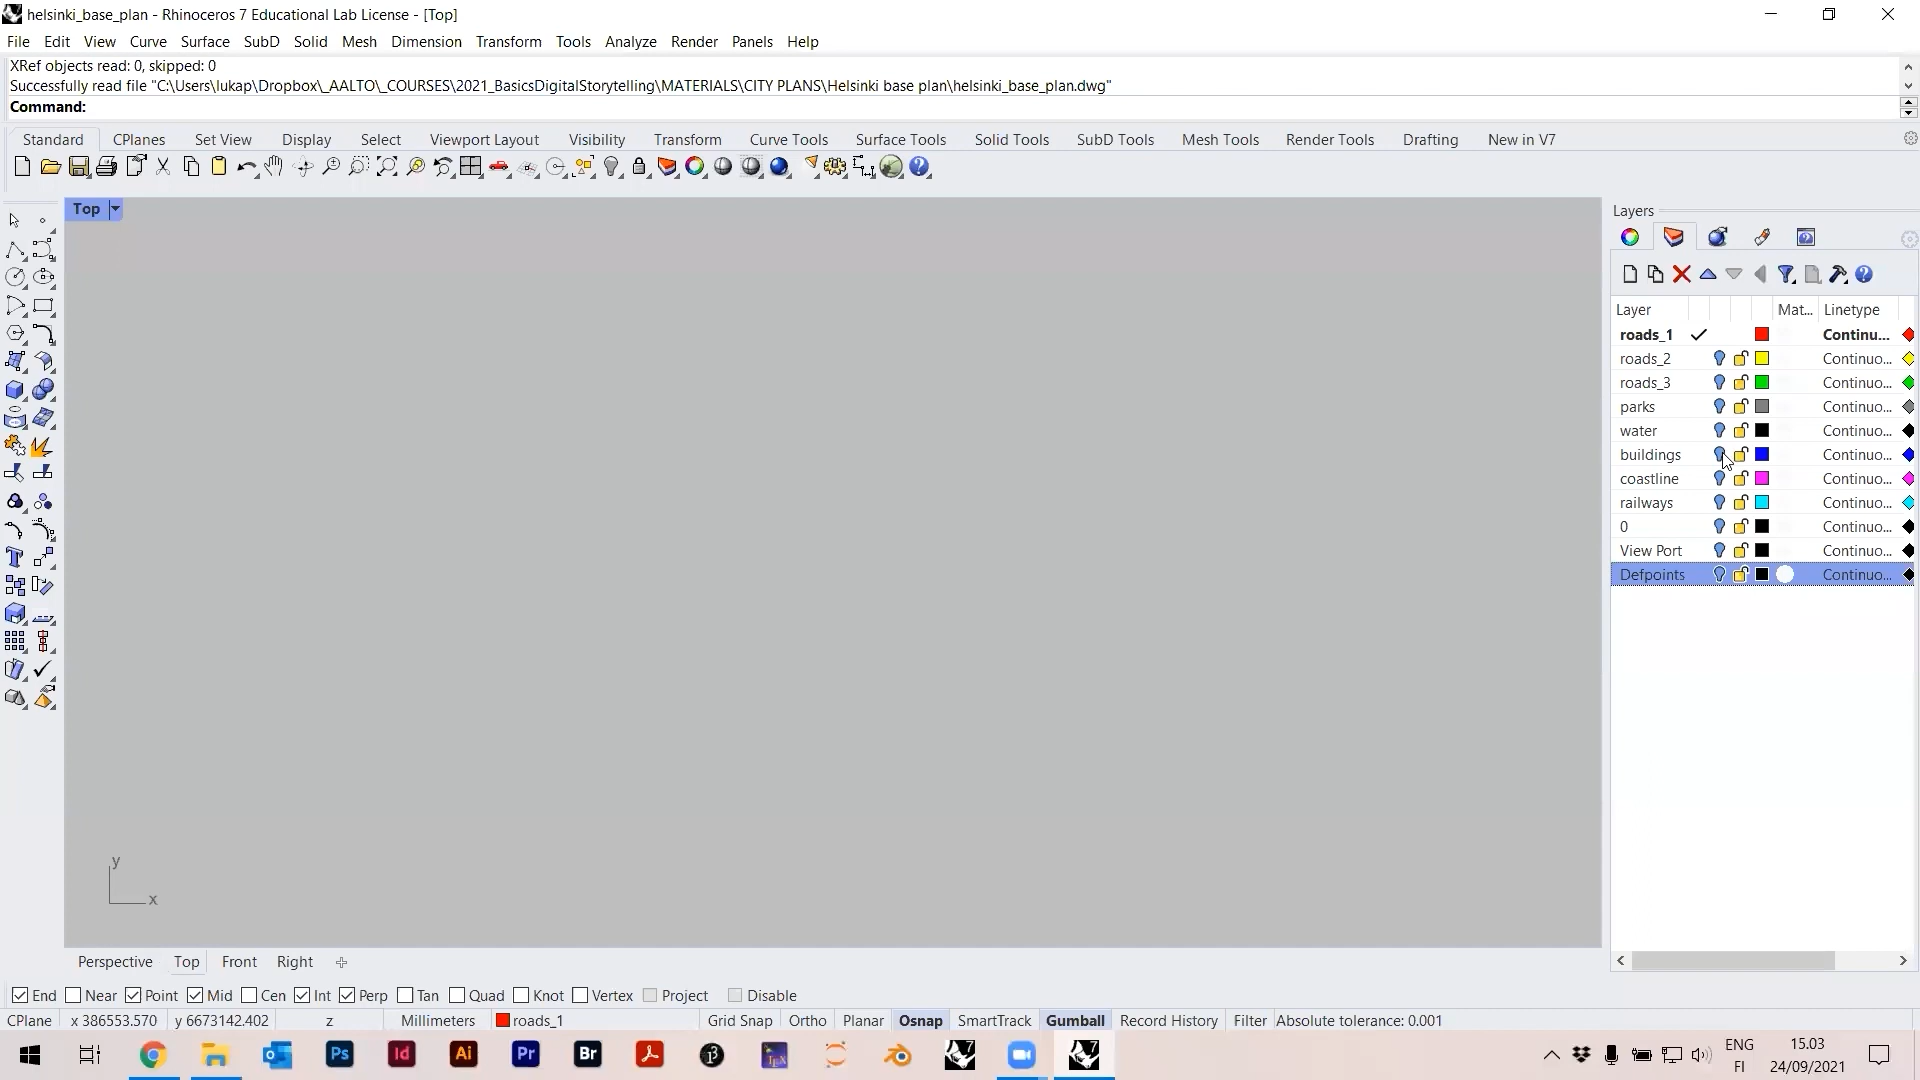 helsinki_base_plan - Rhinoceros 7 Educational Lab License - [Top]
File Edit View Curve Surface SubD Solid Mesh Dimension Transform Tools Analyze Render Panels Help
XRef objects read: 0, skipped: 0
Successfully read file "C:\Users\lukap\Dropbox\_AALTO\_COURSES\2021_BasicsDigitalStorytelling\MATERIALS\CITY PLANS\Helsinki base plan\helsinki_base_plan.dwg"
Command:
Standard CPlanes Set View Display Select Viewport Layout Visibility Transform Curve Tools Surface Tools Solid Tools SubD Tools Mesh Tools Render Tools Drafting New in V7
Top
Layers
Layer Mat... Linetype
roads_1 Continu...
roads_2 Continuo...
roads_3 Continuo...
parks Continuo...
water Continuo...
buildings Continuo...
coastline Continuo...
railways Continuo...
0 Continuo...
View Port Continuo...
Defpoints Continuo...
y
x
Perspective Top Front Right
End Near Point Mid Cen Int Perp Tan Quad Knot Vertex Project Disable
CPlane x 386553.570 y 6673142.402 z Millimeters roads_1 Grid Snap Ortho Planar Osnap SmartTrack Gumball Record History Filter Absolute tolerance: 0.001
Ps Id Ai Pr Br
ENG 15.03
FI 24/09/2021